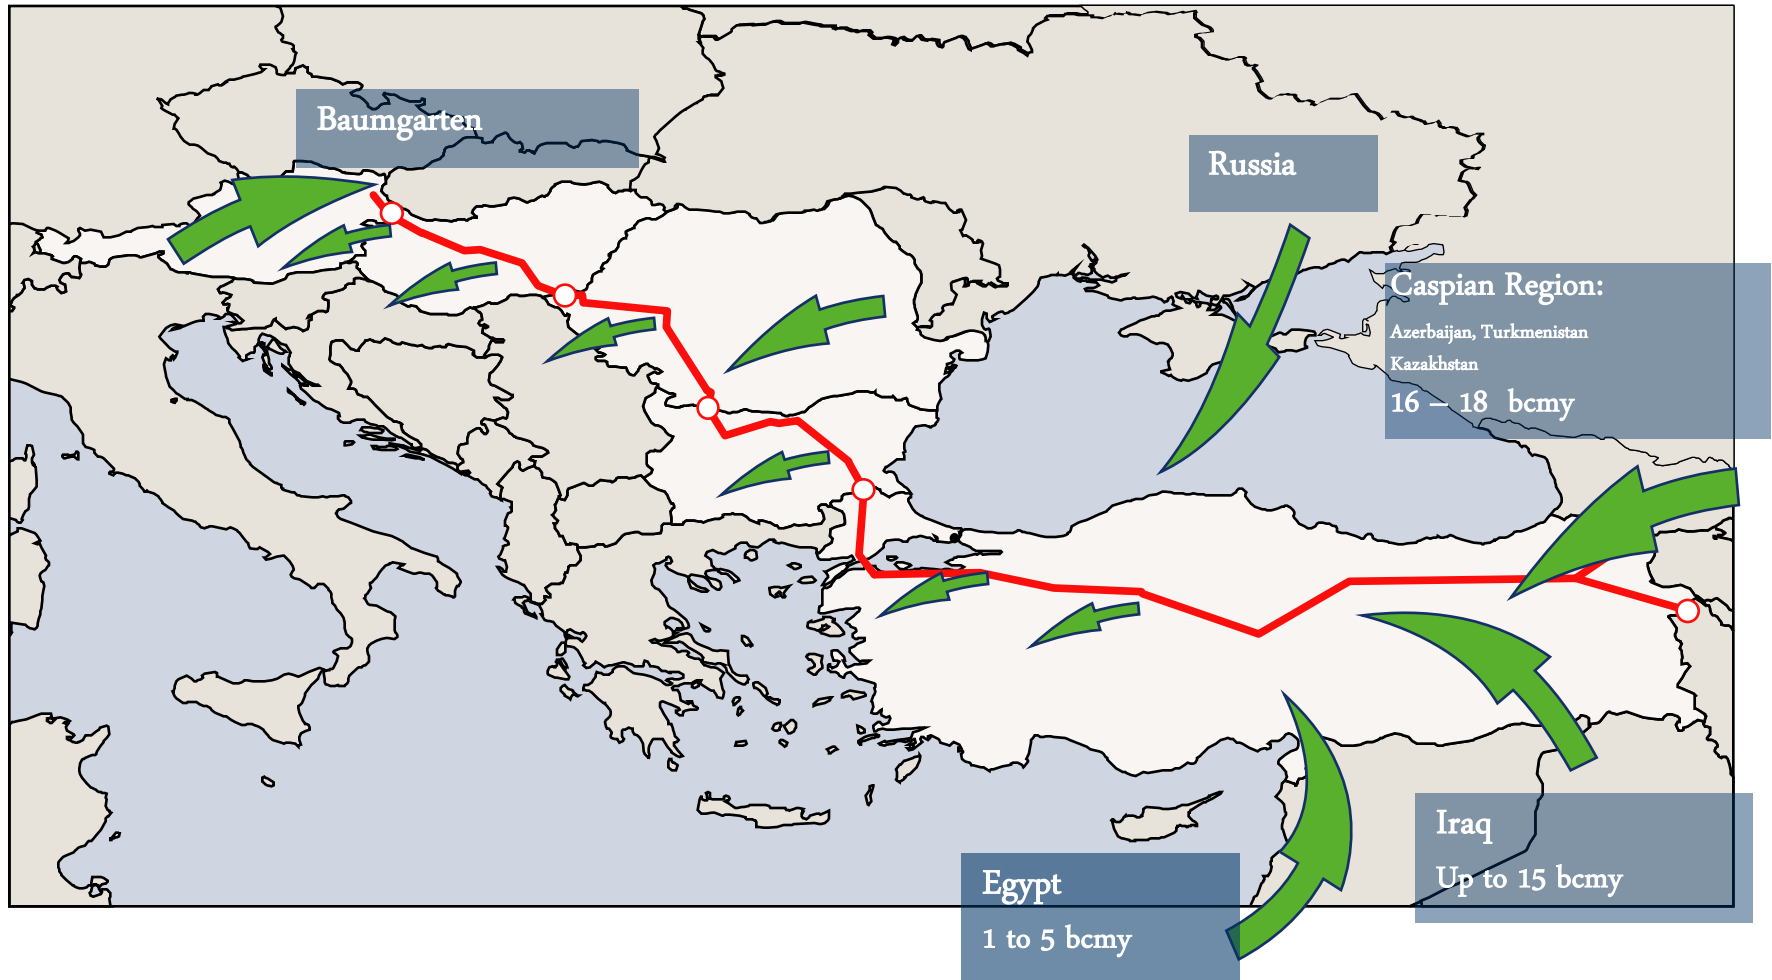 Baumgarten
Russia
Caspian Region:
Azerbaijan, Turkmenistan
Kazakhstan
16 – 18 bcmy
Iraq
Up to 15 bcmy
Egypt
1 to 5 bcmy